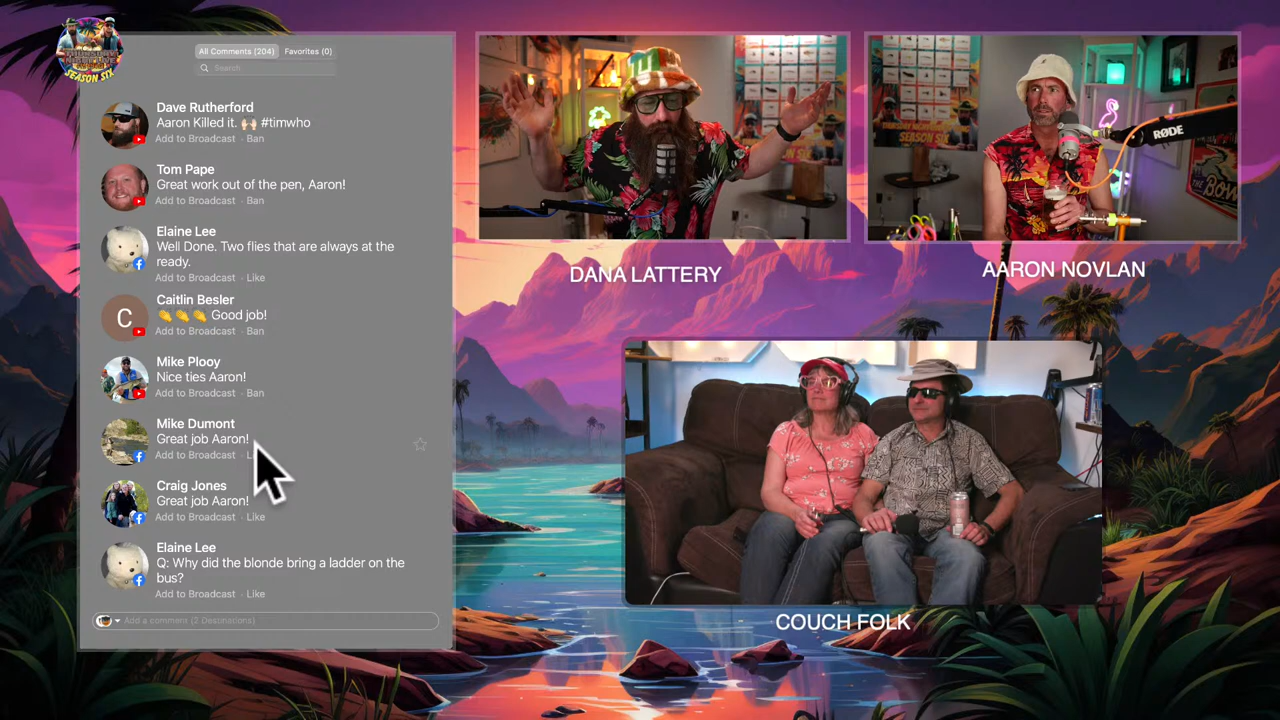 THURSDAY
SEASON SIX
All Comments (204)
Favorites (0)
Search
Dave Rutherford
Aaron Killed it. 🙌🏻 #timwho
Add to Broadcast · Ban
Tom Pape
Great work out of the pen, Aaron!
Add to Broadcast · Ban
Elaine Lee
Well Done. Two flies that are always at the
ready.
Add to Broadcast · Like
C
Caitlin Besler
👏👏👏 Good job!
Add to Broadcast · Ban
Mike Plooy
Nice ties Aaron!
Add to Broadcast · Ban
Mike Dumont
Great job Aaron!
Add to Broadcast · L
Craig Jones
Great job Aaron!
Add to Broadcast · Like
Elaine Lee
Q: Why did the blonde bring a ladder on the
bus?
Add to Broadcast · Like
Add a comment (2 Destinations)
SEASON SIX
DANA LATTERY
SEASON SIX
RØDE
AARON NOVLAN
COUCH FOLK